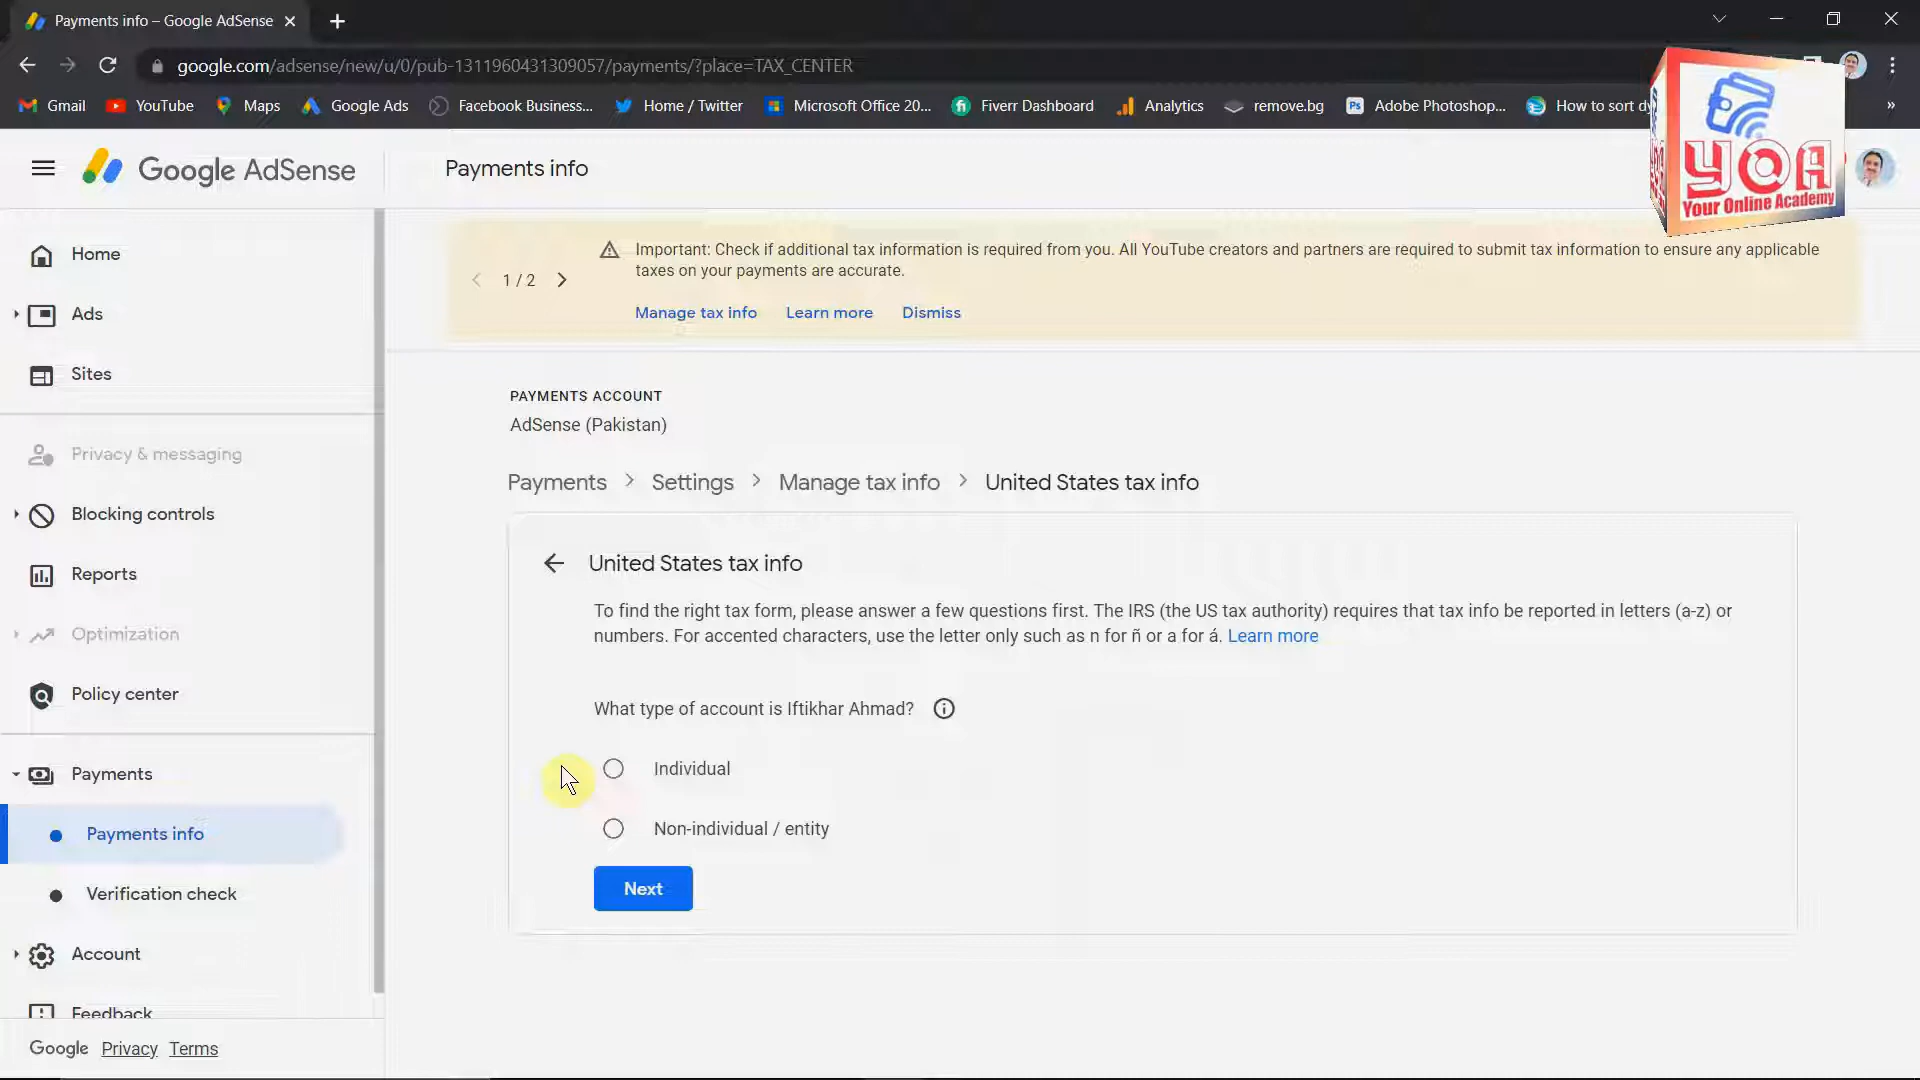 Payments info – Google AdSense
google.com/adsense/new/u/0/pub-1311960431309057/payments/?place=TAX_CENTER
Gmail
YouTube
Maps
Google Ads
Facebook Business...
Home / Twitter
Microsoft Office 20...
Fiverr Dashboard
Analytics
remove.bg
Adobe Photoshop...
How to sort dy
»
Google AdSense
Payments info
YOA
Your Online Academy
Home
Ads
Sites
Privacy & messaging
Blocking controls
Reports
Optimization
Policy center
Payments
Payments info
Verification check
Account
Feedback
Google Privacy Terms
1 / 2
Important: Check if additional tax information is required from you. All YouTube creators and partners are required to submit tax information to ensure any applicable
taxes on your payments are accurate.
Manage tax info Learn more Dismiss
PAYMENTS ACCOUNT
AdSense (Pakistan)
Payments > Settings > Manage tax info > United States tax info
United States tax info
To find the right tax form, please answer a few questions first. The IRS (the US tax authority) requires that tax info be reported in letters (a-z) or
numbers. For accented characters, use the letter only such as n for ñ or a for á. Learn more
What type of account is Iftikhar Ahmad?
Individual
Non-individual / entity
Next